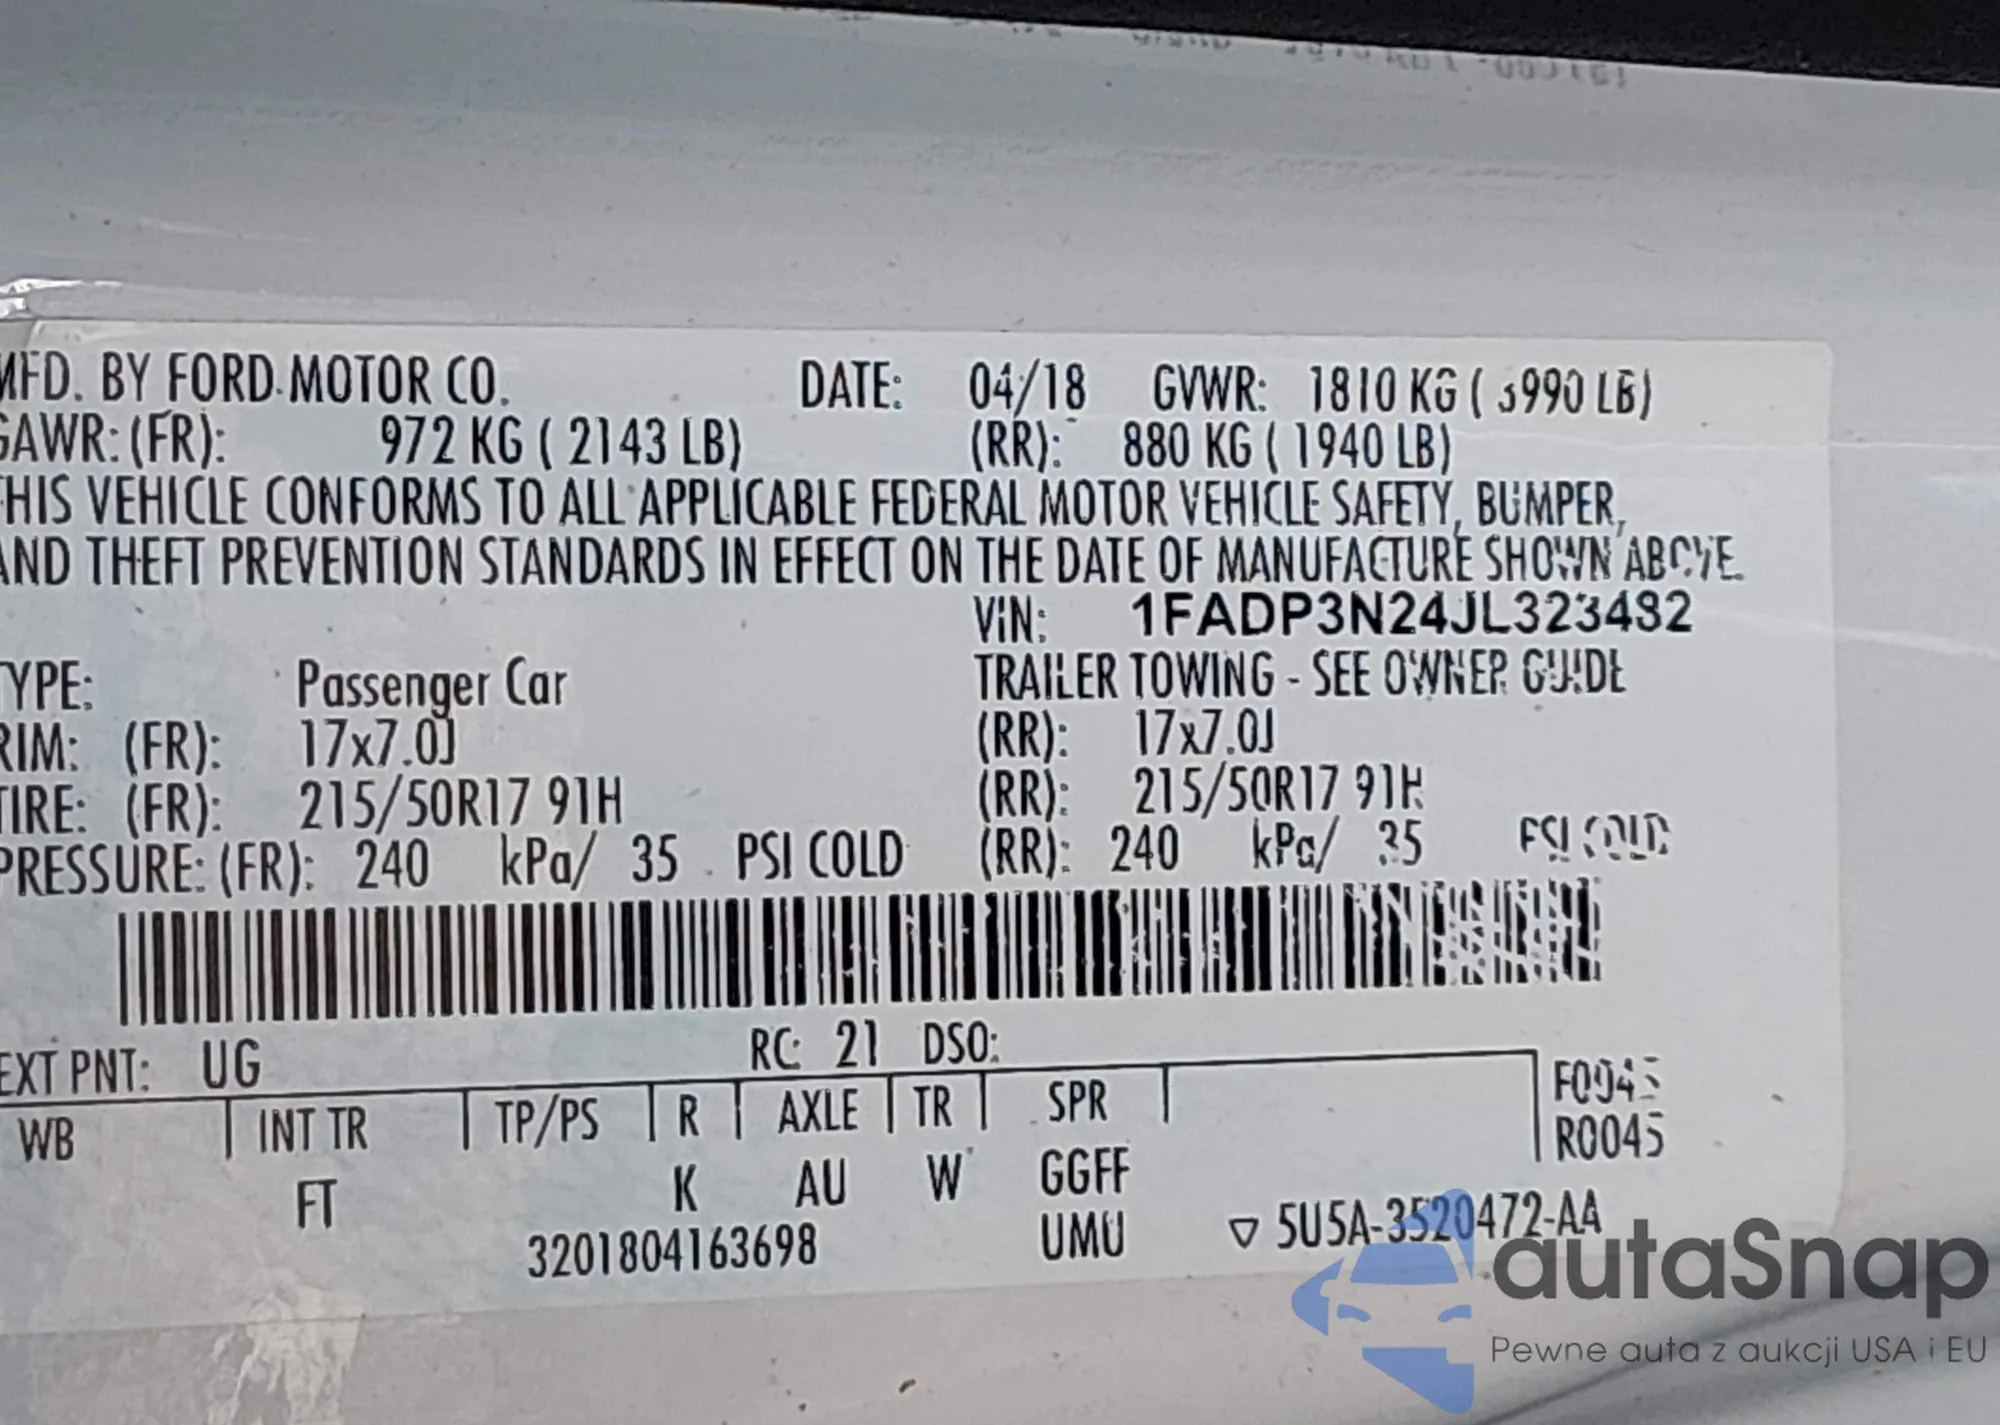 MFD. BY FORD MOTOR CO. DATE: 04/18 GVWR: 1810 KG ( 3990 LB)
GAWR: (FR): 972 KG ( 2143 LB) (RR): 880 KG ( 1940 LB)
THIS VEHICLE CONFORMS TO ALL APPLICABLE FEDERAL MOTOR VEHICLE SAFETY, BUMPER,
AND THEFT PREVENTION STANDARDS IN EFFECT ON THE DATE OF MANUFACTURE SHOWN ABOVE.
VIN: 1FADP3N24JL323482
TYPE: Passenger Car TRAILER TOWING - SEE OWNER GUIDE
RIM: (FR): 17x7.0J (RR): 17x7.0J
TIRE: (FR): 215/50R17 91H (RR): 215/50R17 91H
PRESSURE: (FR): 240 kPa/ 35 PSI COLD (RR): 240 kPa/ 35 PSI COLD
EXT PNT: UG RC: 21 DSO:
WB INT TR TP/PS R AXLE TR SPR F0045
R0045
FT K AU W GGFF
3201804163698 UMU ▽ 5U5A-3520472-AA
autaSnap
Pewne auta z aukcji USA i EU